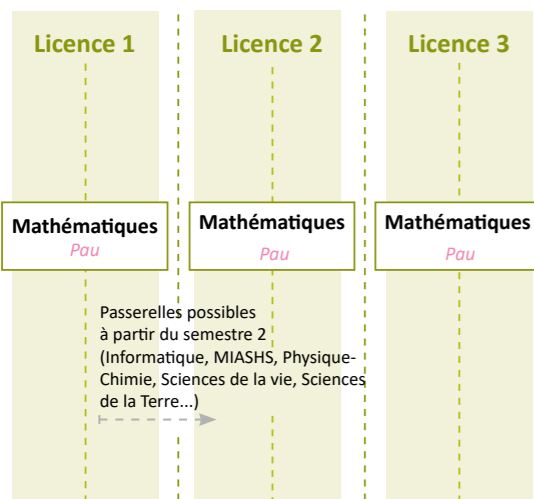 Licence 1
Licence 2
Licence 3
Mathématiques
Pau
Mathématiques
Pau
Mathématiques
Pau
Passerelles possibles
à partir du semestre 2
(Informatique, MIASHS, Physique-
Chimie, Sciences de la vie, Sciences
de la Terre...)